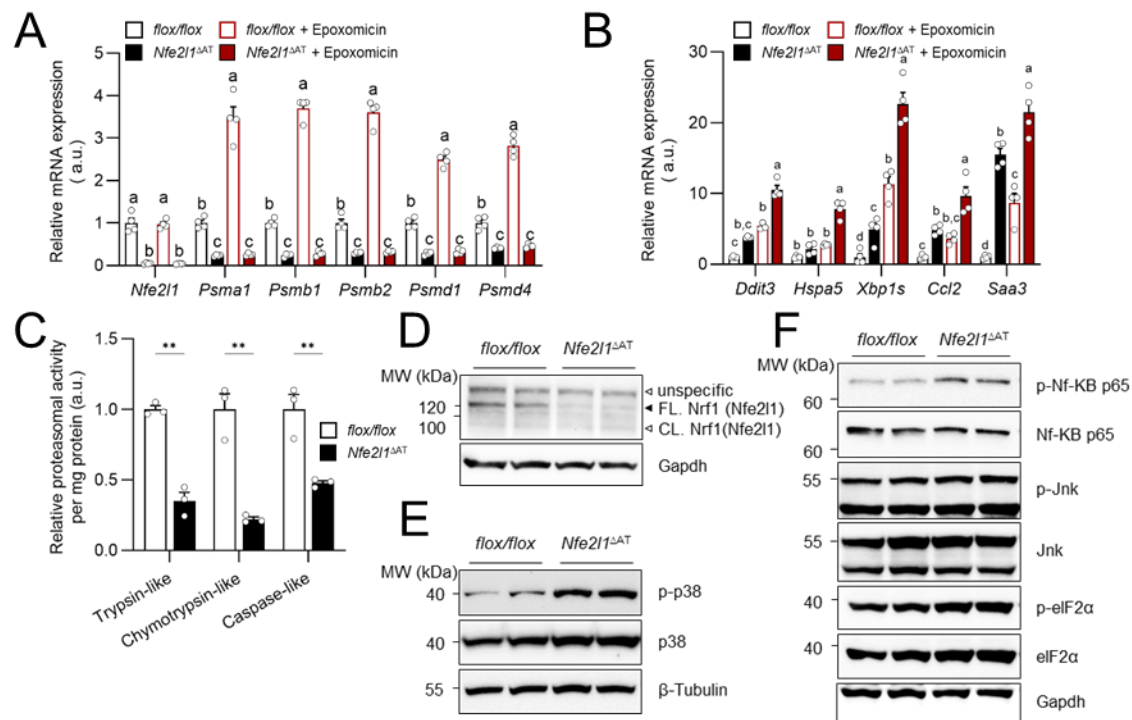 A
flox/flox
flox/flox + Epoxomicin
Nfe2l1ΔAT
Nfe2l1ΔAT + Epoxomicin
Relative mRNA expression
( a.u.)
5
4
3
2
1
0
a
b
a
b
b
c
a
c
b
c
a
c
b
c
a
c
b
c
a
c
b
c
a
c
Nfe2l1
Psma1
Psmb1
Psmb2
Psmd1
Psmd4
B
flox/flox
flox/flox + Epoxomicin
Nfe2l1ΔAT
Nfe2l1ΔAT + Epoxomicin
Relative mRNA expression
( a.u.)
30
20
10
0
c
b,c
b
a
b
b
b
a
d
c
b
a
c
b
b,c
a
d
b
c
a
Ddit3
Hspa5
Xbp1s
Ccl2
Saa3
C
Relative proteasomal activity
per mg protein (a.u.)
1.5
1.0
0.5
0.0
**
**
**
flox/flox
Nfe2l1ΔAT
Trypsin-like
Chymotrypsin-like
Caspase-like
D
flox/flox
Nfe2l1ΔAT
MW (kDa)
120
100
unspecific
FL. Nrf1 (Nfe2l1)
CL. Nrf1(Nfe2l1)
Gapdh
E
flox/flox
Nfe2l1ΔAT
MW (kDa)
40
p-p38
40
p38
55
β-Tubulin
F
flox/flox
Nfe2l1ΔAT
MW (kDa)
60
p-Nf-KB p65
60
Nf-KB p65
55
p-Jnk
55
Jnk
40
p-eIF2α
40
eIF2α
Gapdh